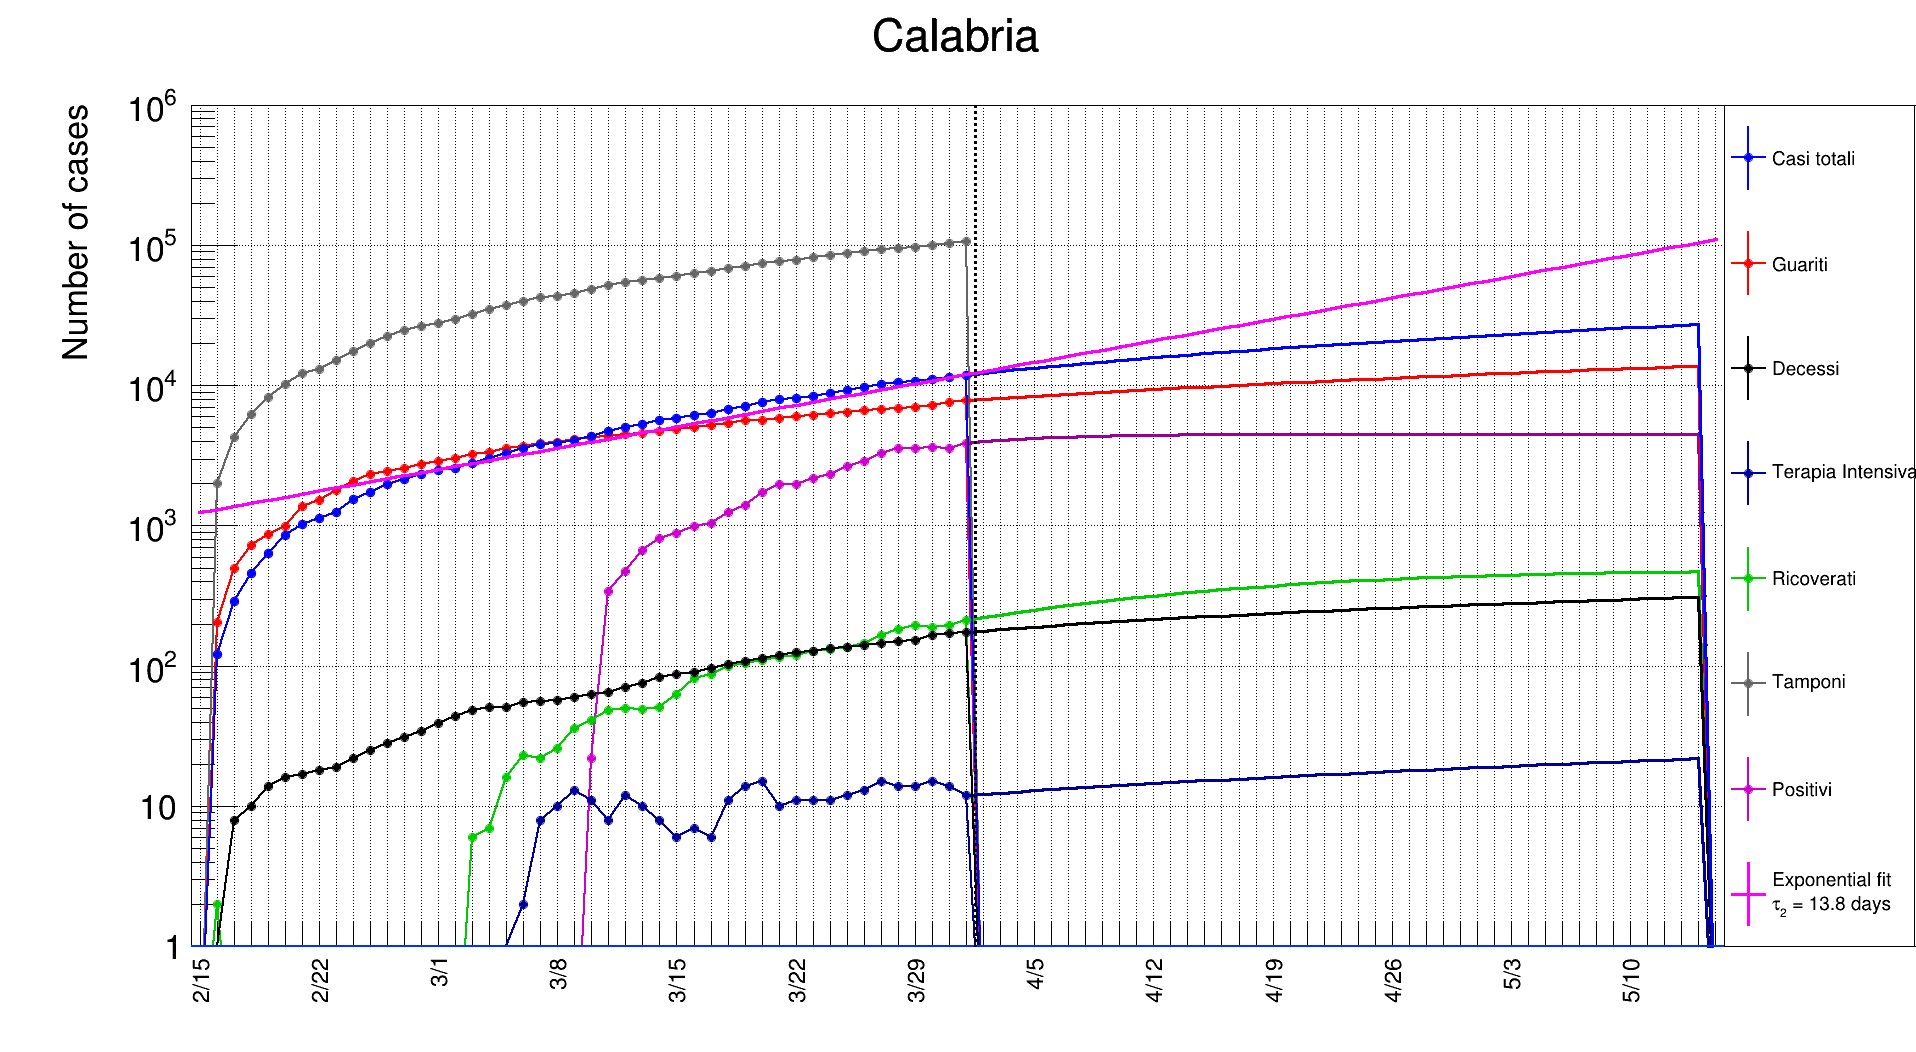 Calabria
Number of cases
10^6
10^5
10^4
10^3
10^2
10
1
2/15 2/22 3/1 3/8 3/15 3/22 3/29 4/5 4/12 4/19 4/26 5/3 5/10
Casi totali
Guariti
Decessi
Terapia Intensiva
Ricoverati
Tamponi
Positivi
Exponential fit
τ₂ = 13.8 days